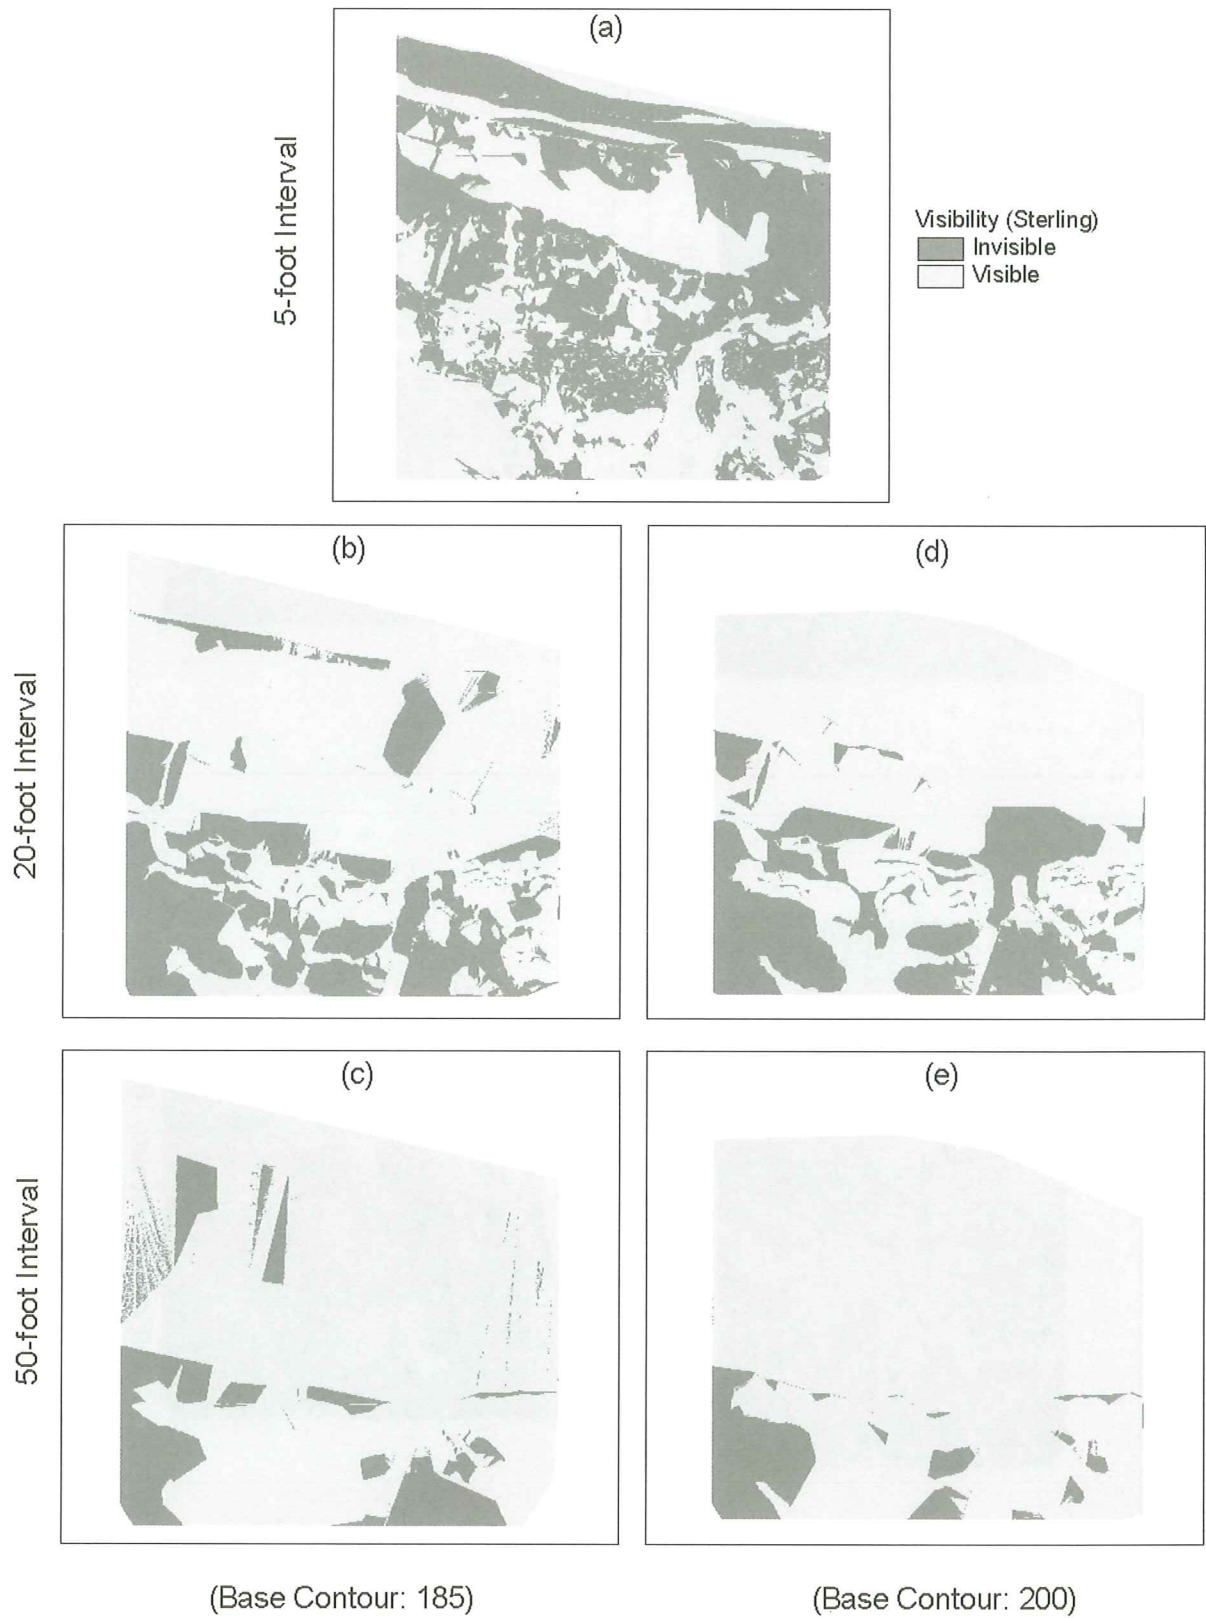 (a)
5-foot Interval
Visibility (Sterling)
Invisible
Visible
(b)
(d)
20-foot Interval
(c)
(e)
50-foot Interval
(Base Contour: 185)
(Base Contour: 200)